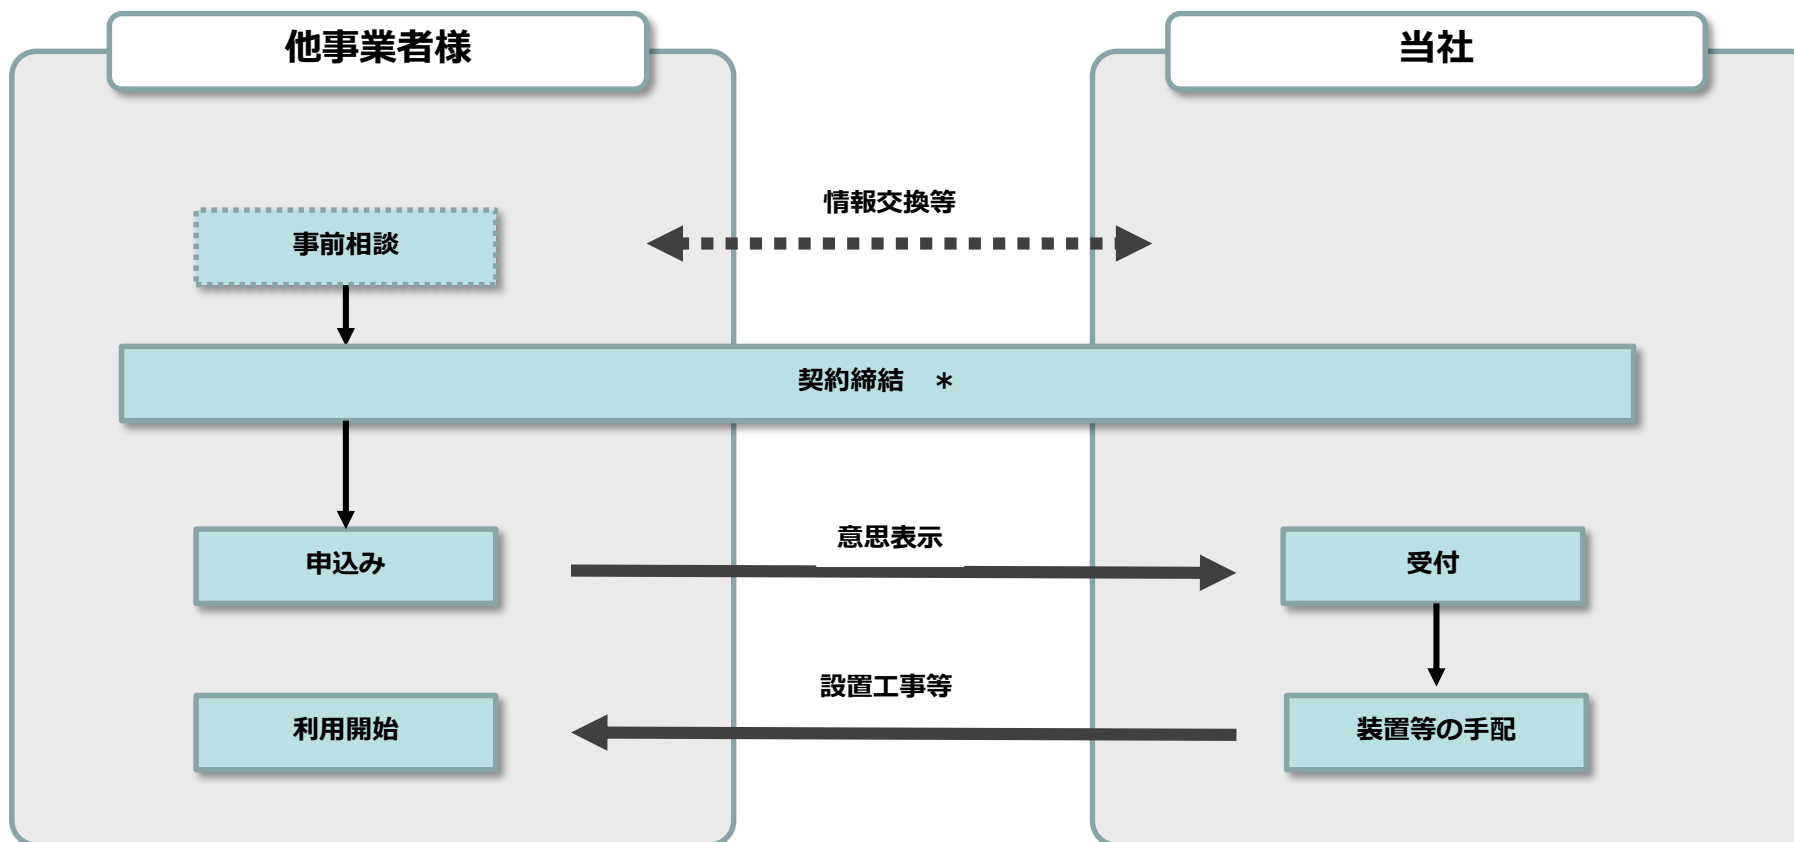 他事業者様
当社
情報交換等
事前相談
契約締結　＊
意思表示
申込み
受付
設置工事等
利用開始
装置等の手配